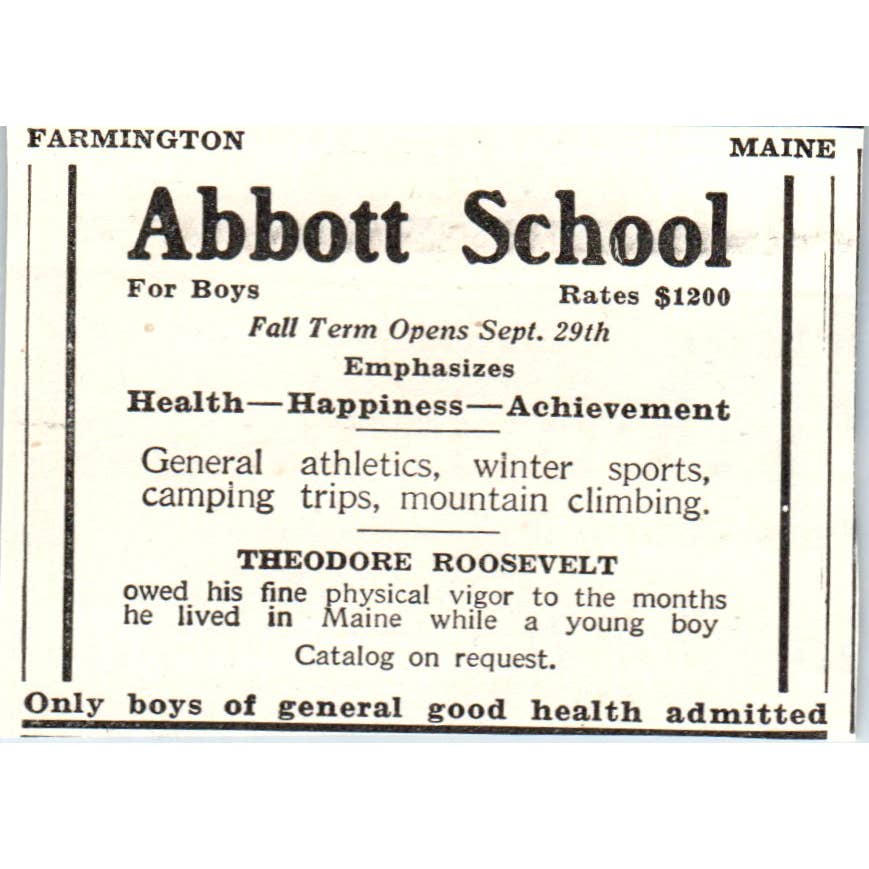 FARMINGTON MAINE
Abbott School
For Boys Rates $1200
Fall Term Opens Sept. 29th
Emphasizes
Health—Happiness—Achievement
General athletics, winter sports,
camping trips, mountain climbing.
THEODORE ROOSEVELT
owed his fine physical vigor to the months
he lived in Maine while a young boy
Catalog on request.
Only boys of general good health admitted